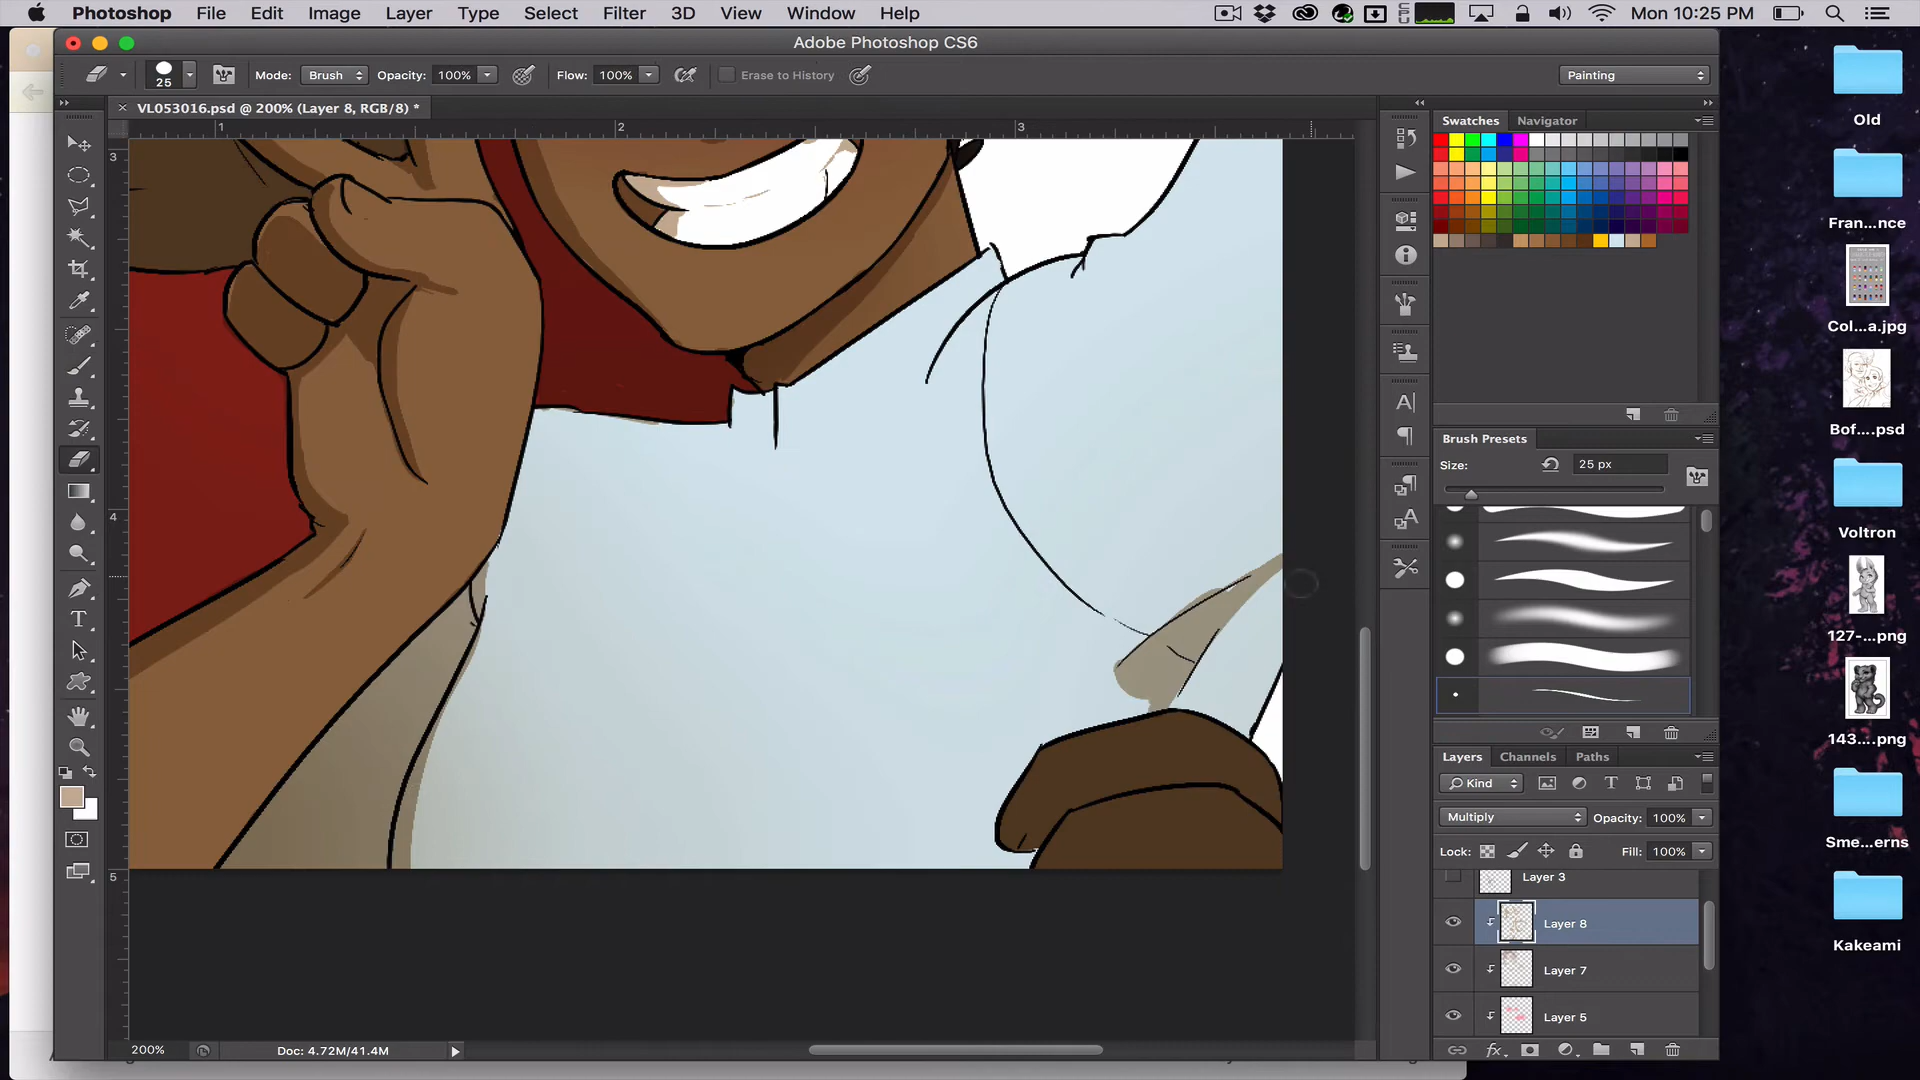 Photoshop File Edit Image Layer Type Select Filter 3D View Window Help
CPU
Mon 10:25 PM
Adobe Photoshop CS6
25
Mode: Brush
Opacity: 100%
Flow: 100%
Erase to History
Painting
VL053016.psd @ 200% (Layer 8, RGB/8) *
1 2 3
3
4
5
Swatches Navigator
Brush Presets
Size: 25 px
Layers Channels Paths
Kind
Multiply Opacity: 100%
Lock: Fill: 100%
Layer 3
Layer 8
Layer 7
Layer 5
fx
200%
Doc: 4.72M/41.4M
Old
Fran...nce
Col...a.jpg
Bof....psd
Voltron
127-...png
143....png
Sme...erns
Kakeami